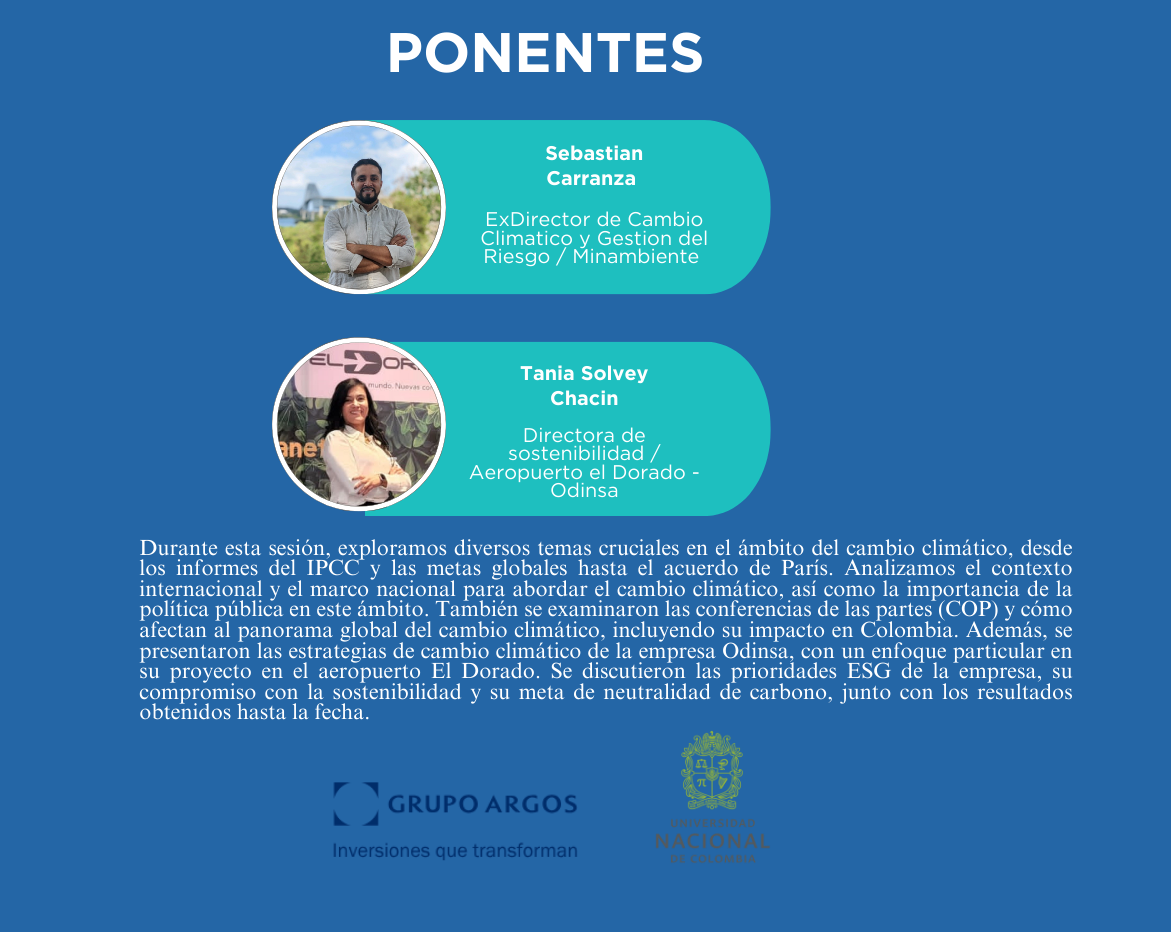 PONENTES
Sebastian
Carranza
ExDirector de Cambio
Climatico y Gestion del
Riesgo / Minambiente
EL DOR
mundo. Nuevas co
anet
Tania Solvey
Chacin
Directora de
sostenibilidad /
Aeropuerto el Dorado -
Odinsa
Durante esta sesión, exploramos diversos temas cruciales en el ámbito del cambio climático, desde
los informes del IPCC y las metas globales hasta el acuerdo de París. Analizamos el contexto
internacional y el marco nacional para abordar el cambio climático, así como la importancia de la
política pública en este ámbito. También se examinaron las conferencias de las partes (COP) y cómo
afectan al panorama global del cambio climático, incluyendo su impacto en Colombia. Además, se
presentaron las estrategias de cambio climático de la empresa Odinsa, con un enfoque particular en
su proyecto en el aeropuerto El Dorado. Se discutieron las prioridades ESG de la empresa, su
compromiso con la sostenibilidad y su meta de neutralidad de carbono, junto con los resultados
obtenidos hasta la fecha.
GRUPO ARGOS
Inversiones que transforman
UNIVERSIDAD
NACIONAL
DE COLOMBIA